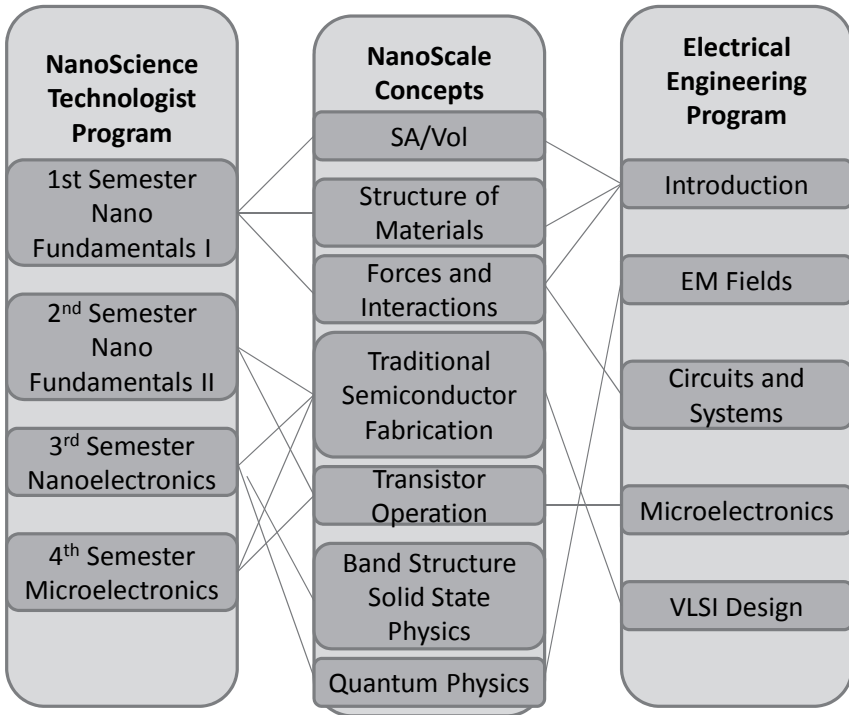 NanoScience
Technologist
Program
1st Semester
Nano
Fundamentals I
2nd Semester
Nano
Fundamentals II
3rd Semester
Nanoelectronics
4th Semester
Microelectronics
NanoScale
Concepts
SA/Vol
Structure of
Materials
Forces and
Interactions
Traditional
Semiconductor
Fabrication
Transistor
Operation
Band Structure
Solid State
Physics
Quantum Physics
Electrical
Engineering
Program
Introduction
EM Fields
Circuits and
Systems
Microelectronics
VLSI Design